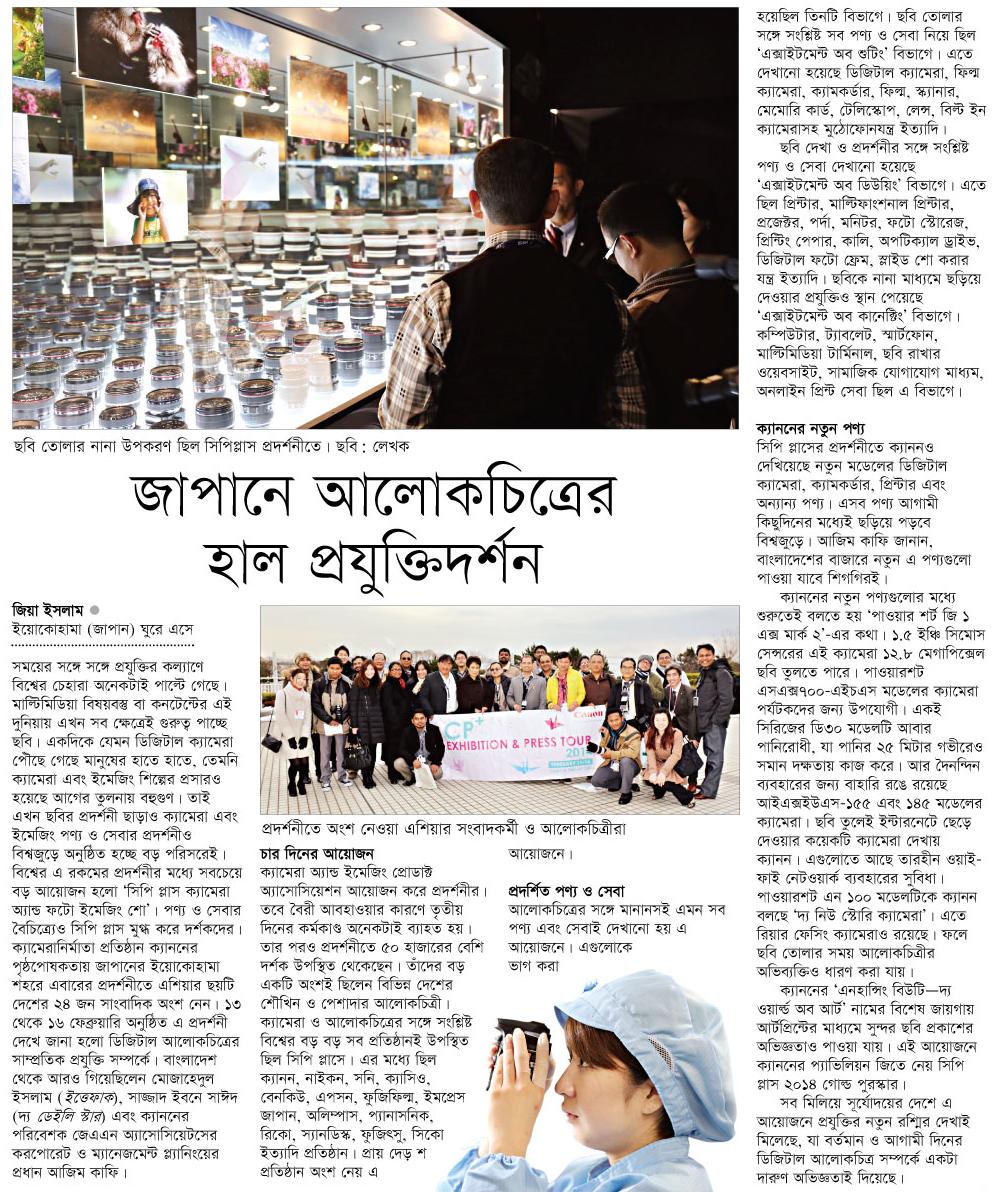 ছবি তোলার নানা উপকরণ ছিল সিপিপ্লাস প্রদর্শনীতে। ছবি : লেখক
জাপানে আলোকচিত্রের
হাল প্রযুক্তিদর্শন
জিয়া ইসলাম ●
ইয়োকোহামা (জাপান) ঘুরে এসে
সময়ের সঙ্গে সঙ্গে প্রযুক্তির কল্যাণে
বিশ্বের চেহারা অনেকটাই পাল্টে গেছে।
মাল্টিমিডিয়া বিষয়বস্তু বা কনটেন্টের এই
দুনিয়ায় এখন সব ক্ষেত্রেই গুরুত্ব পাচ্ছে
ছবি। একদিকে যেমন ডিজিটাল ক্যামেরা
পৌঁছে গেছে মানুষের হাতে হাতে, তেমনি
ক্যামেরা এবং ইমেজিং শিল্পের প্রসারও
হয়েছে আগের তুলনায় বহুগুণ। তাই
এখন ছবির প্রদর্শনী ছাড়াও ক্যামেরা এবং
ইমেজিং পণ্য ও সেবার প্রদর্শনীও
বিশ্বজুড়ে অনুষ্ঠিত হচ্ছে বড় পরিসরেই।
বিশ্বের এ রকমের প্রদর্শনীর মধ্যে সবচেয়ে
বড় আয়োজন হলো ‘সিপি প্লাস ক্যামেরা
অ্যান্ড ফটো ইমেজিং শো’। পণ্য ও সেবার
বৈচিত্র্যেও সিপি প্লাস মুগ্ধ করে দর্শকদের।
ক্যামেরানির্মাতা প্রতিষ্ঠান ক্যাননের
পৃষ্ঠপোষকতায় জাপানের ইয়োকোহামা
শহরে এবারের প্রদর্শনীতে এশিয়ার ছয়টি
দেশের ২৪ জন সাংবাদিক অংশ নেন। ১৩
থেকে ১৬ ফেব্রুয়ারি অনুষ্ঠিত এ প্রদর্শনী
দেখে জানা হলো ডিজিটাল আলোকচিত্রের
সাম্প্রতিক প্রযুক্তি সম্পর্কে। বাংলাদেশ
থেকে আরও গিয়েছিলেন মোজাহেদুল
ইসলাম (ইত্তেফাক), সাজ্জাদ ইবনে সাঈদ
(দ্য ডেইলি স্টার) এবং ক্যাননের
পরিবেশক জেএএন অ্যাসোসিয়েটসের
করপোরেট ও ম্যানেজমেন্ট প্ল্যানিংয়ের
প্রধান আজিম কাফি।
Canon
CP+
EXHIBITION & PRESS TOUR
প্রদর্শনীতে অংশ নেওয়া এশিয়ার সংবাদকর্মী ও আলোকচিত্রীরা
চার দিনের আয়োজন
ক্যামেরা অ্যান্ড ইমেজিং প্রোডাক্ট
অ্যাসোসিয়েশন আয়োজন করে প্রদর্শনীর।
তবে বৈরী আবহাওয়ার কারণে তৃতীয়
দিনের কর্মকাণ্ড অনেকটাই ব্যাহত হয়।
তার পরও প্রদর্শনীতে ৫০ হাজারের বেশি
দর্শক উপস্থিত থেকেছেন। তাঁদের বড়
একটি অংশই ছিলেন বিভিন্ন দেশের
শৌখিন ও পেশাদার আলোকচিত্রী।
ক্যামেরা ও আলোকচিত্রের সঙ্গে সংশ্লিষ্ট
বিশ্বের বড় বড় সব প্রতিষ্ঠানই উপস্থিত
ছিল সিপি প্লাসে। এর মধ্যে ছিল
ক্যানন, নাইকন, সনি, ক্যাসিও,
বেনকিউ, এপসন, ফুজিফিল্ম, ইমপ্রেস
জাপান, অলিম্পাস, প্যানাসনিক,
রিকো, স্যানডিস্ক, ফুজিৎসু, সিকো
ইত্যাদি প্রতিষ্ঠান। প্রায় দেড় শ
প্রতিষ্ঠান অংশ নেয় এ
আয়োজনে।
প্রদর্শিত পণ্য ও সেবা
আলোকচিত্রের সঙ্গে মানানসই এমন সব
পণ্য এবং সেবাই দেখানো হয় এ
আয়োজনে। এগুলোকে
ভাগ করা
হয়েছিল তিনটি বিভাগে। ছবি তোলার
সঙ্গে সংশ্লিষ্ট সব পণ্য ও সেবা নিয়ে ছিল
‘এক্সাইটমেন্ট অব শুটিং’ বিভাগে। এতে
দেখানো হয়েছে ডিজিটাল ক্যামেরা, ফিল্ম
ক্যামেরা, ক্যামকর্ডার, ফিল্ম, স্ক্যানার,
মেমোরি কার্ড, টেলিস্কোপ, লেন্স, বিল্ট ইন
ক্যামেরাসহ মুঠোফোনযন্ত্র ইত্যাদি।
ছবি দেখা ও প্রদর্শনীর সঙ্গে সংশ্লিষ্ট
পণ্য ও সেবা দেখানো হয়েছে
‘এক্সাইটমেন্ট অব ভিউয়িং’ বিভাগে। এতে
ছিল প্রিন্টার, মাল্টিফাংশনাল প্রিন্টার,
প্রজেক্টর, পর্দা, মনিটর, ফটো স্টোরেজ,
প্রিন্টিং পেপার, কালি, অপটিক্যাল ড্রাইভ,
ডিজিটাল ফটো ফ্রেম, স্লাইড শো করার
যন্ত্র ইত্যাদি। ছবিকে নানা মাধ্যমে ছড়িয়ে
দেওয়ার প্রযুক্তিও স্থান পেয়েছে
‘এক্সাইটমেন্ট অব কানেক্টিং’ বিভাগে।
কম্পিউটার, ট্যাবলেট, স্মার্টফোন,
মাল্টিমিডিয়া টার্মিনাল, ছবি রাখার
ওয়েবসাইট, সামাজিক যোগাযোগ মাধ্যম,
অনলাইন প্রিন্ট সেবা ছিল এ বিভাগে।
ক্যাননের নতুন পণ্য
সিপি প্লাসের প্রদর্শনীতে ক্যাননও
দেখিয়েছে নতুন মডেলের ডিজিটাল
ক্যামেরা, ক্যামকর্ডার, প্রিন্টার এবং
অন্যান্য পণ্য। এসব পণ্য আগামী
কিছুদিনের মধ্যেই ছড়িয়ে পড়বে
বিশ্বজুড়ে। আজিম কাফি জানান,
বাংলাদেশের বাজারে নতুন এ পণ্যগুলো
পাওয়া যাবে শিগগিরই।
ক্যাননের নতুন পণ্যগুলোর মধ্যে
শুরুতেই বলতে হয় ‘পাওয়ার শর্ট জি ১
এক্স মার্ক ২’-এর কথা। ১.৫ ইঞ্চি সিমোস
সেন্সরের এই ক্যামেরা ১২.৮ মেগাপিক্সেল
ছবি তুলতে পারে। পাওয়ারশট
এসএক্স৭০০-এইচএস মডেলের ক্যামেরা
পর্যটকদের জন্য উপযোগী। একই
সিরিজের ডি৩০ মডেলটি আবার
পানিরোধী, যা পানির ২৫ মিটার গভীরেও
সমান দক্ষতায় কাজ করে। আর দৈনন্দিন
ব্যবহারের জন্য বাহারি রঙে রয়েছে
আইএক্সইউএস-১৫৫ এবং ১৪৫ মডেলের
ক্যামেরা। ছবি তুলেই ইন্টারনেটে ছেড়ে
দেওয়ার কয়েকটি ক্যামেরা দেখায়
ক্যানন। এগুলোতে আছে তারহীন ওয়াই-
ফাই নেটওয়ার্ক ব্যবহারের সুবিধা।
পাওয়ারশট এন ১০০ মডেলটিকে ক্যানন
বলছে ‘দ্য নিউ স্টোরি ক্যামেরা’। এতে
রিয়ার ফেসিং ক্যামেরাও রয়েছে। ফলে
ছবি তোলার সময় আলোকচিত্রীর
অভিব্যক্তিও ধারণ করা যায়।
ক্যাননের ‘এনহান্সিং বিউটি—দ্য
ওয়ার্ল্ড অব আর্ট’ নামের বিশেষ জায়গায়
আর্টপ্রিন্টের মাধ্যমে সুন্দর ছবি প্রকাশের
অভিজ্ঞতাও পাওয়া যায়। এই আয়োজনে
ক্যাননের প্যাভিলিয়ন জিতে নেয় সিপি
প্লাস ২০১৪ গোল্ড পুরস্কার।
সব মিলিয়ে সূর্যোদয়ের দেশে এ
আয়োজনে প্রযুক্তির নতুন রশ্মির দেখাই
মিলেছে, যা বর্তমান ও আগামী দিনের
ডিজিটাল আলোকচিত্র সম্পর্কে একটা
দারুণ অভিজ্ঞতাই দিয়েছে।